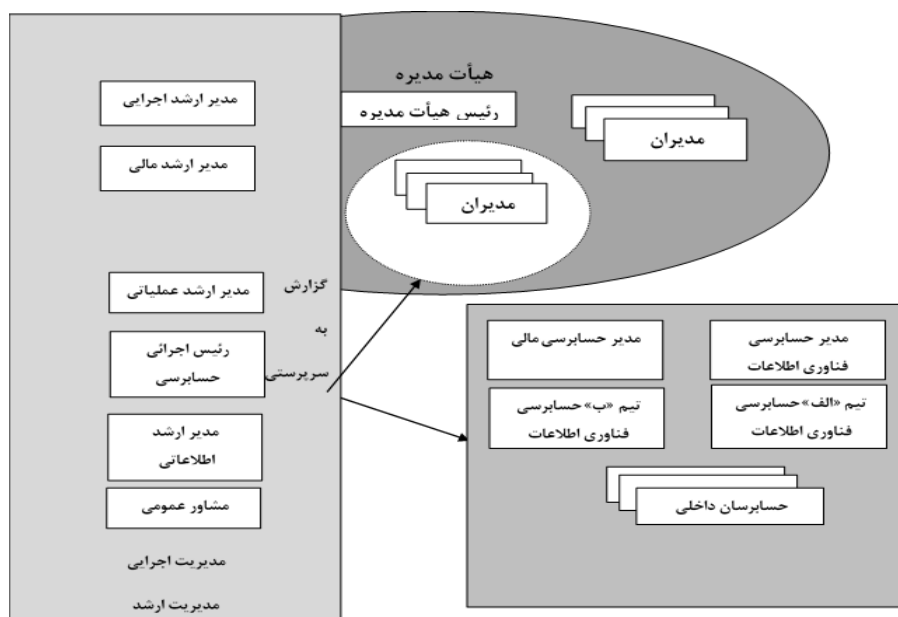 هیأت مدیره
رئیس هیأت مدیره
مدیران
مدیران
مدیر ارشد اجرایی
مدیر ارشد مالی
مدیر ارشد عملیاتی
رئیس اجرائی
حسابرسی
مدیر ارشد
اطلاعاتی
مشاور عمومی
مدیریت اجرایی
مدیریت ارشد
گزارش
به
سرپرستی
مدیر حسابرسی
فناوری اطلاعات
مدیر حسابرسی مالی
تیم «الف» حسابرسی
فناوری اطلاعات
تیم «ب» حسابرسی
فناوری اطلاعات
حسابرسان داخلی